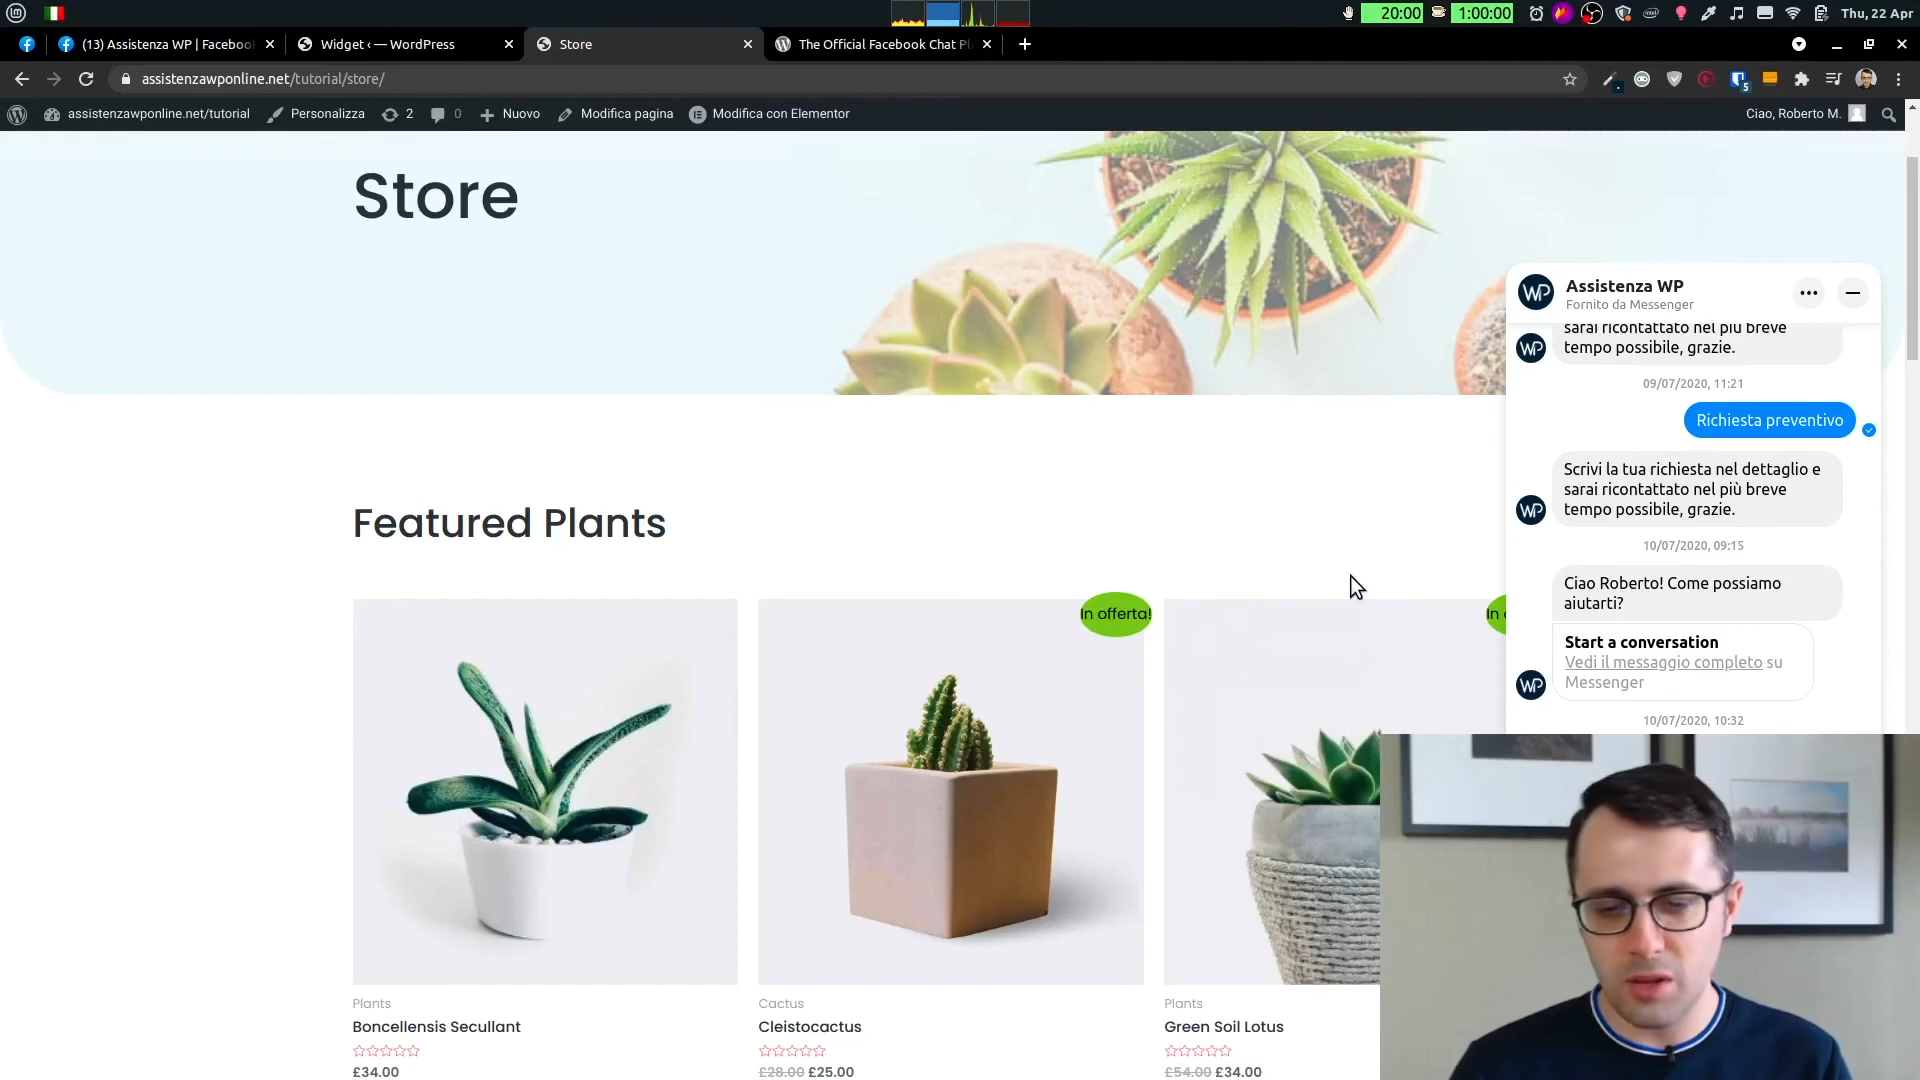 20:00
1:00:00
Thu, 22 Apr
(13) Assistenza WP | Faceboo
Widget ‹ — WordPress
Store
The Official Facebook Chat Pl
assistenzawponline.net/tutorial/store/
5
assistenzawponline.net/tutorial
Personalizza
2
0
Nuovo
Modifica pagina
Modifica con Elementor
Ciao, Roberto M.
Store
WP
Assistenza WP
Fornito da Messenger
sarai ricontattato nel più breve
tempo possibile, grazie.
WP
09/07/2020, 11:21
Richiesta preventivo
Scrivi la tua richiesta nel dettaglio e
sarai ricontattato nel più breve
tempo possibile, grazie.
WP
10/07/2020, 09:15
Ciao Roberto! Come possiamo
aiutarti?
Start a conversation
Vedi il messaggio completo su
Messenger
WP
10/07/2020, 10:32
Featured Plants
In offerta!
In
Plants
Boncellensis Secullant
£34.00
Cactus
Cleistocactus
£28.00 £25.00
Plants
Green Soil Lotus
£54.00 £34.00